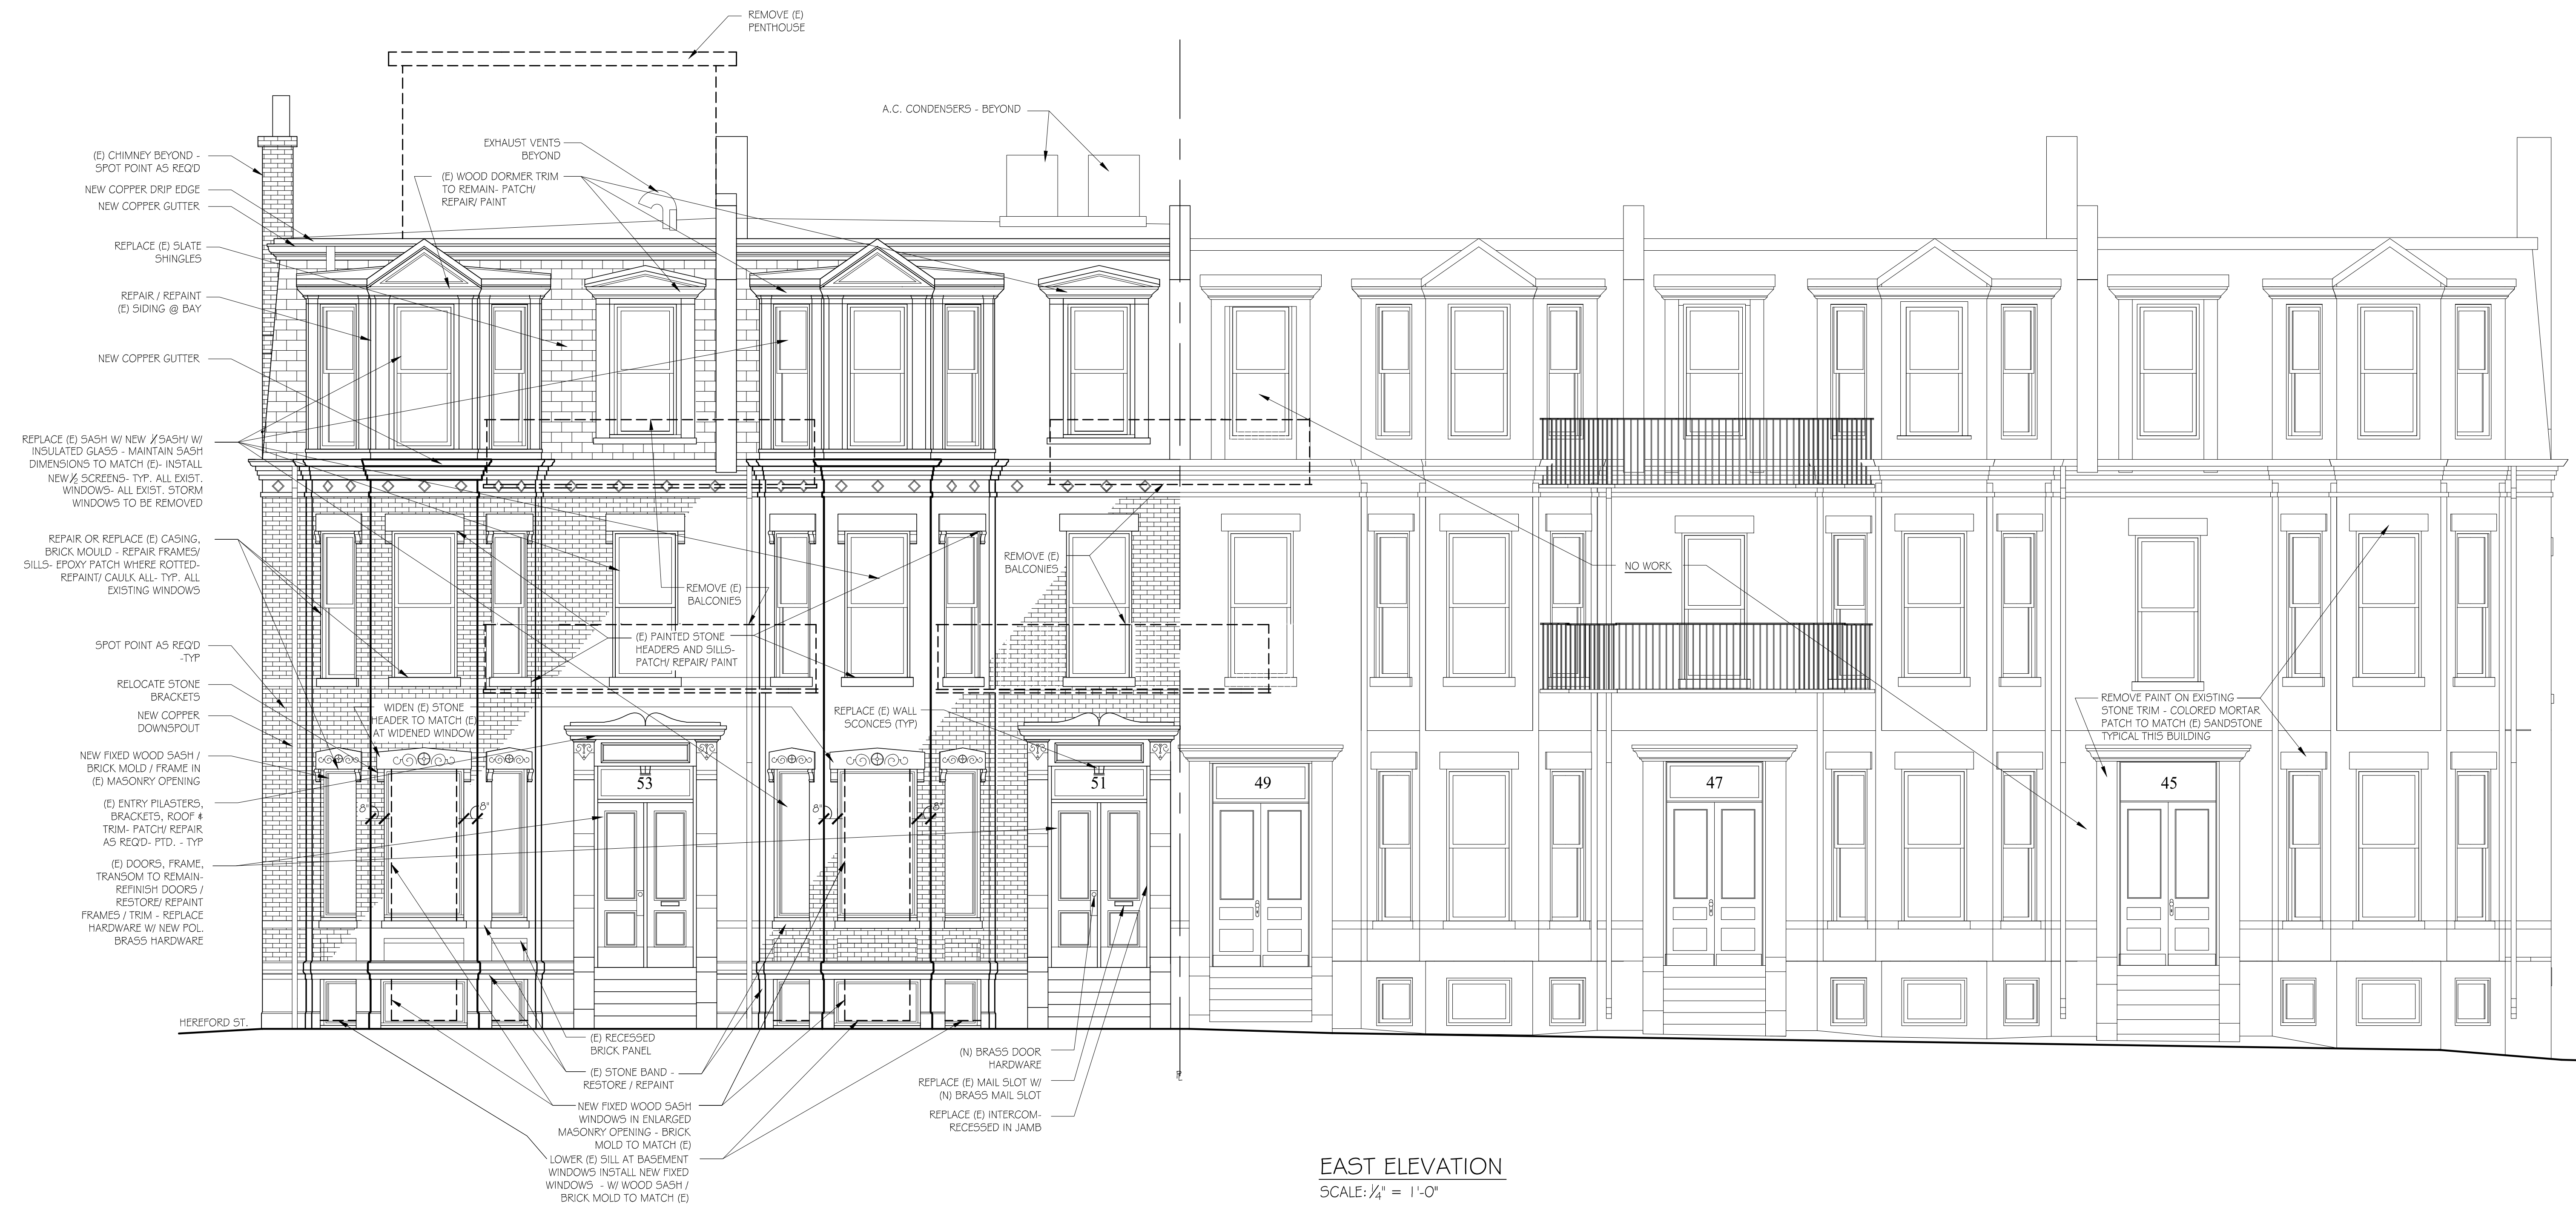 REMOVE (E)
PENTHOUSE
A.C. CONDENSERS - BEYOND
EXHAUST VENTS
BEYOND
(E) WOOD DORMER TRIM
TO REMAIN- PATCH/
REPAIR/ PAINT
(E) CHIMNEY BEYOND -
SPOT POINT AS REQ'D
NEW COPPER DRIP EDGE
NEW COPPER GUTTER
REPLACE (E) SLATE
SHINGLES
REPAIR / REPAINT
(E) SIDING @ BAY
NEW COPPER GUTTER
REPLACE (E) SASH W/ NEW 1/1 SASH/ W/
INSULATED GLASS - MAINTAIN SASH
DIMENSIONS TO MATCH (E)- INSTALL
NEW 1/2 SCREENS- TYP. ALL EXIST.
WINDOWS- ALL EXIST. STORM
WINDOWS TO BE REMOVED
REPAIR OR REPLACE (E) CASING,
BRICK MOULD - REPAIR FRAMES/
SILLS- EPOXY PATCH WHERE ROTTED-
REPAINT/ CAULK ALL- TYP. ALL
EXISTING WINDOWS
SPOT POINT AS REQ'D
-TYP
RELOCATE STONE
BRACKETS
NEW COPPER
DOWNSPOUT
NEW FIXED WOOD SASH /
BRICK MOLD / FRAME IN
(E) MASONRY OPENING
(E) ENTRY PILASTERS,
BRACKETS, ROOF &
TRIM- PATCH/ REPAIR
AS REQ'D- PTD. - TYP
(E) DOORS, FRAME,
TRANSOM TO REMAIN-
REFINISH DOORS /
RESTORE/ REPAINT
FRAMES / TRIM - REPLACE
HARDWARE W/ NEW POL.
BRASS HARDWARE
HEREFORD ST.
REMOVE (E)
BALCONIES
REMOVE (E)
BALCONIES
(E) PAINTED STONE
HEADERS AND SILLS-
PATCH/ REPAIR/ PAINT
WIDEN (E) STONE
HEADER TO MATCH (E)
AT WIDENED WINDOW
REPLACE (E) WALL
SCONCES (TYP)
NO WORK
REMOVE PAINT ON EXISTING
STONE TRIM - COLORED MORTAR
PATCH TO MATCH (E) SANDSTONE
TYPICAL THIS BUILDING
53
51
49
47
45
8"
8"
8"
8"
(E) RECESSED
BRICK PANEL
(E) STONE BAND -
RESTORE / REPAINT
NEW FIXED WOOD SASH
WINDOWS IN ENLARGED
MASONRY OPENING - BRICK
MOLD TO MATCH (E)
LOWER (E) SILL AT BASEMENT
WINDOWS INSTALL NEW FIXED
WINDOWS - W/ WOOD SASH /
BRICK MOLD TO MATCH (E)
(N) BRASS DOOR
HARDWARE
REPLACE (E) MAIL SLOT W/
(N) BRASS MAIL SLOT
REPLACE (E) INTERCOM-
RECESSED IN JAMB
PL
EAST ELEVATION
SCALE: 1/4" = 1'-0"